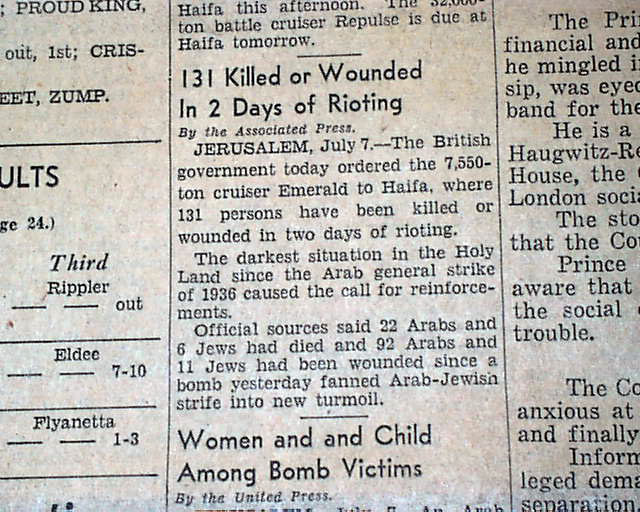 ; PROUD KING,
out, 1st; CRIS-
EET, ZUMP.
ULTS
ge 24.)
Third
Rippler
— — out
Eldee
— — 7-10
Flyanetta
— — 1-3
Haifa this afternoon. The 32,000-
ton battle cruiser Repulse is due at
Haifa tomorrow.
131 Killed or Wounded
In 2 Days of Rioting
By the Associated Press.
JERUSALEM, July 7.—The British
government today ordered the 7,550-
ton cruiser Emerald to Haifa, where
131 persons have been killed or
wounded in two days of rioting.
The darkest situation in the Holy
Land since the Arab general strike
of 1936 caused the call for reinforce-
ments.
Official sources said 22 Arabs and
6 Jews had died and 92 Arabs and
11 Jews had been wounded since a
bomb yesterday fanned Arab-Jewish
strife into new turmoil.
Women and and Child
Among Bomb Victims
By the United Press.
July 7. An Arab
The Pri
financial and
he mingled i
sip, was eyed
band for the
He is a
Haugwitz-Re
House, the
London socia
The sto
that the Cou
Prince
aware that
the social
trouble.
The Co
anxious at
and finally
Inform
leged dema
separation